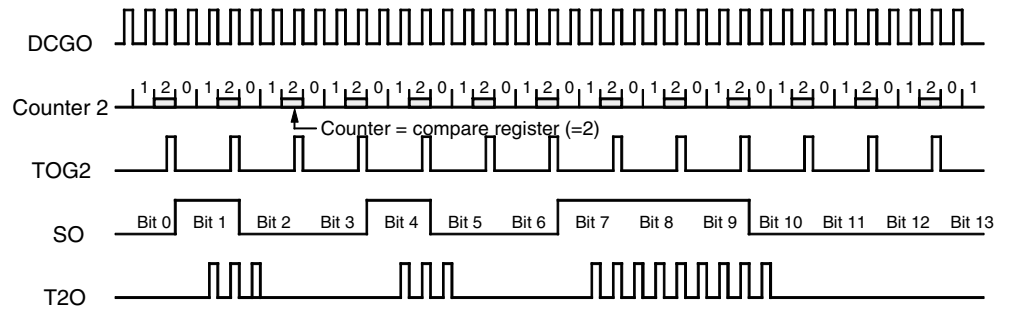 DCGO
Counter 2 1 2 0 1 2 0 1 2 0 1 2 0 1 2 0 1 2 0 1 2 0 1 2 0 1 2 0 1 2 0 1 2 0 1 2 0 1 2 0 1
Counter = compare register (=2)
TOG2
SO Bit 0 Bit 1 Bit 2 Bit 3 Bit 4 Bit 5 Bit 6 Bit 7 Bit 8 Bit 9 Bit 10 Bit 11 Bit 12 Bit 13
T2O